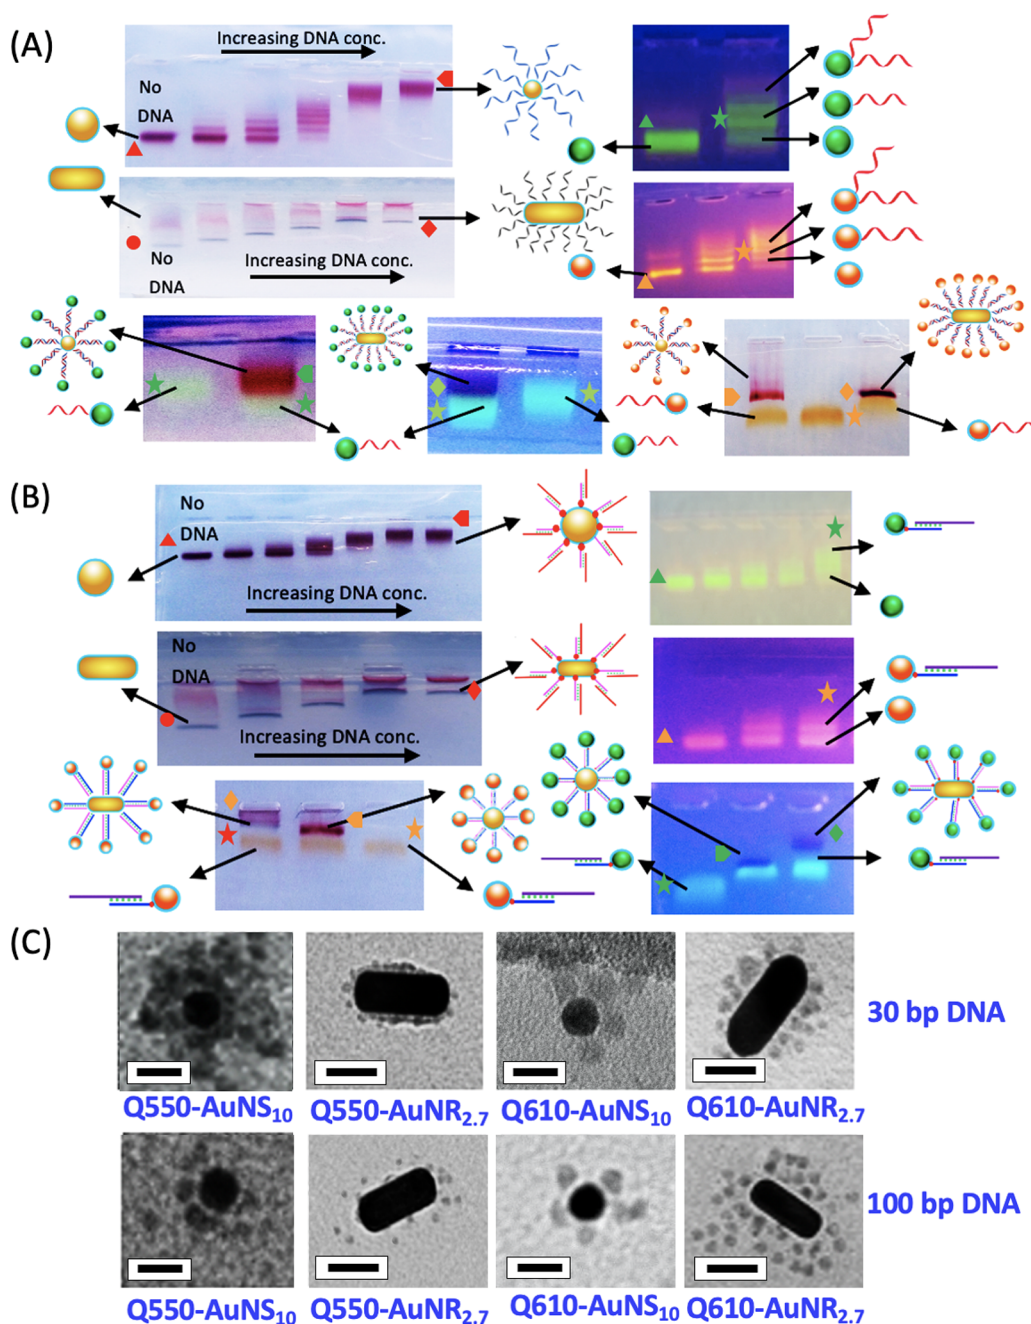 (A)
Increasing DNA conc.
No
DNA
No
DNA
Increasing DNA conc.
(B)
No
DNA
Increasing DNA conc.
No
DNA
Increasing DNA conc.
(C)
30 bp DNA
Q550-AuNS10
Q550-AuNR2.7
Q610-AuNS10
Q610-AuNR2.7
100 bp DNA
Q550-AuNS10
Q550-AuNR2.7
Q610-AuNS10
Q610-AuNR2.7